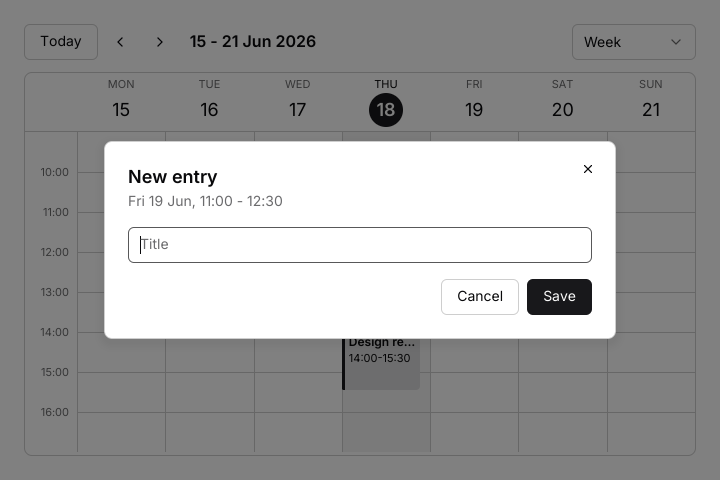 Today
15 - 21 Jun 2026
Week
MON TUE WED THU FRI SAT SUN
15 16 17 18 19 20 21
10:00
11:00
12:00
13:00
14:00
15:00
16:00
New entry
Fri 19 Jun, 11:00 - 12:30
Title
Cancel Save
Design re...
14:00-15:30